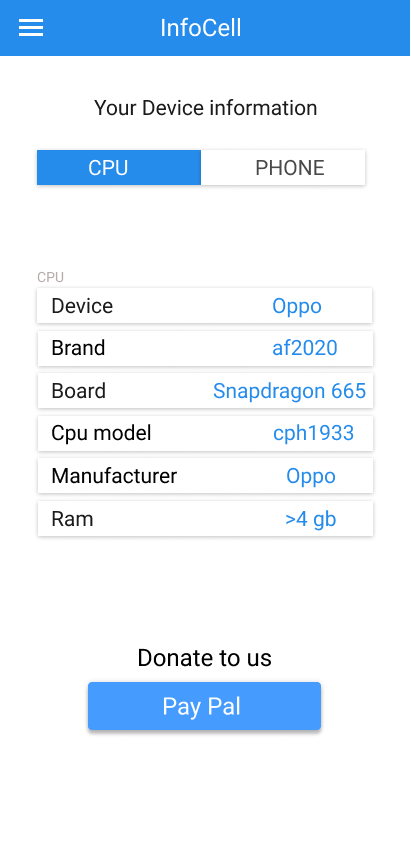 InfoCell
Your Device information
CPU PHONE
CPU
Device Oppo
Brand af2020
Board Snapdragon 665
Cpu model cph1933
Manufacturer Oppo
Ram >4 gb
Donate to us
Pay Pal